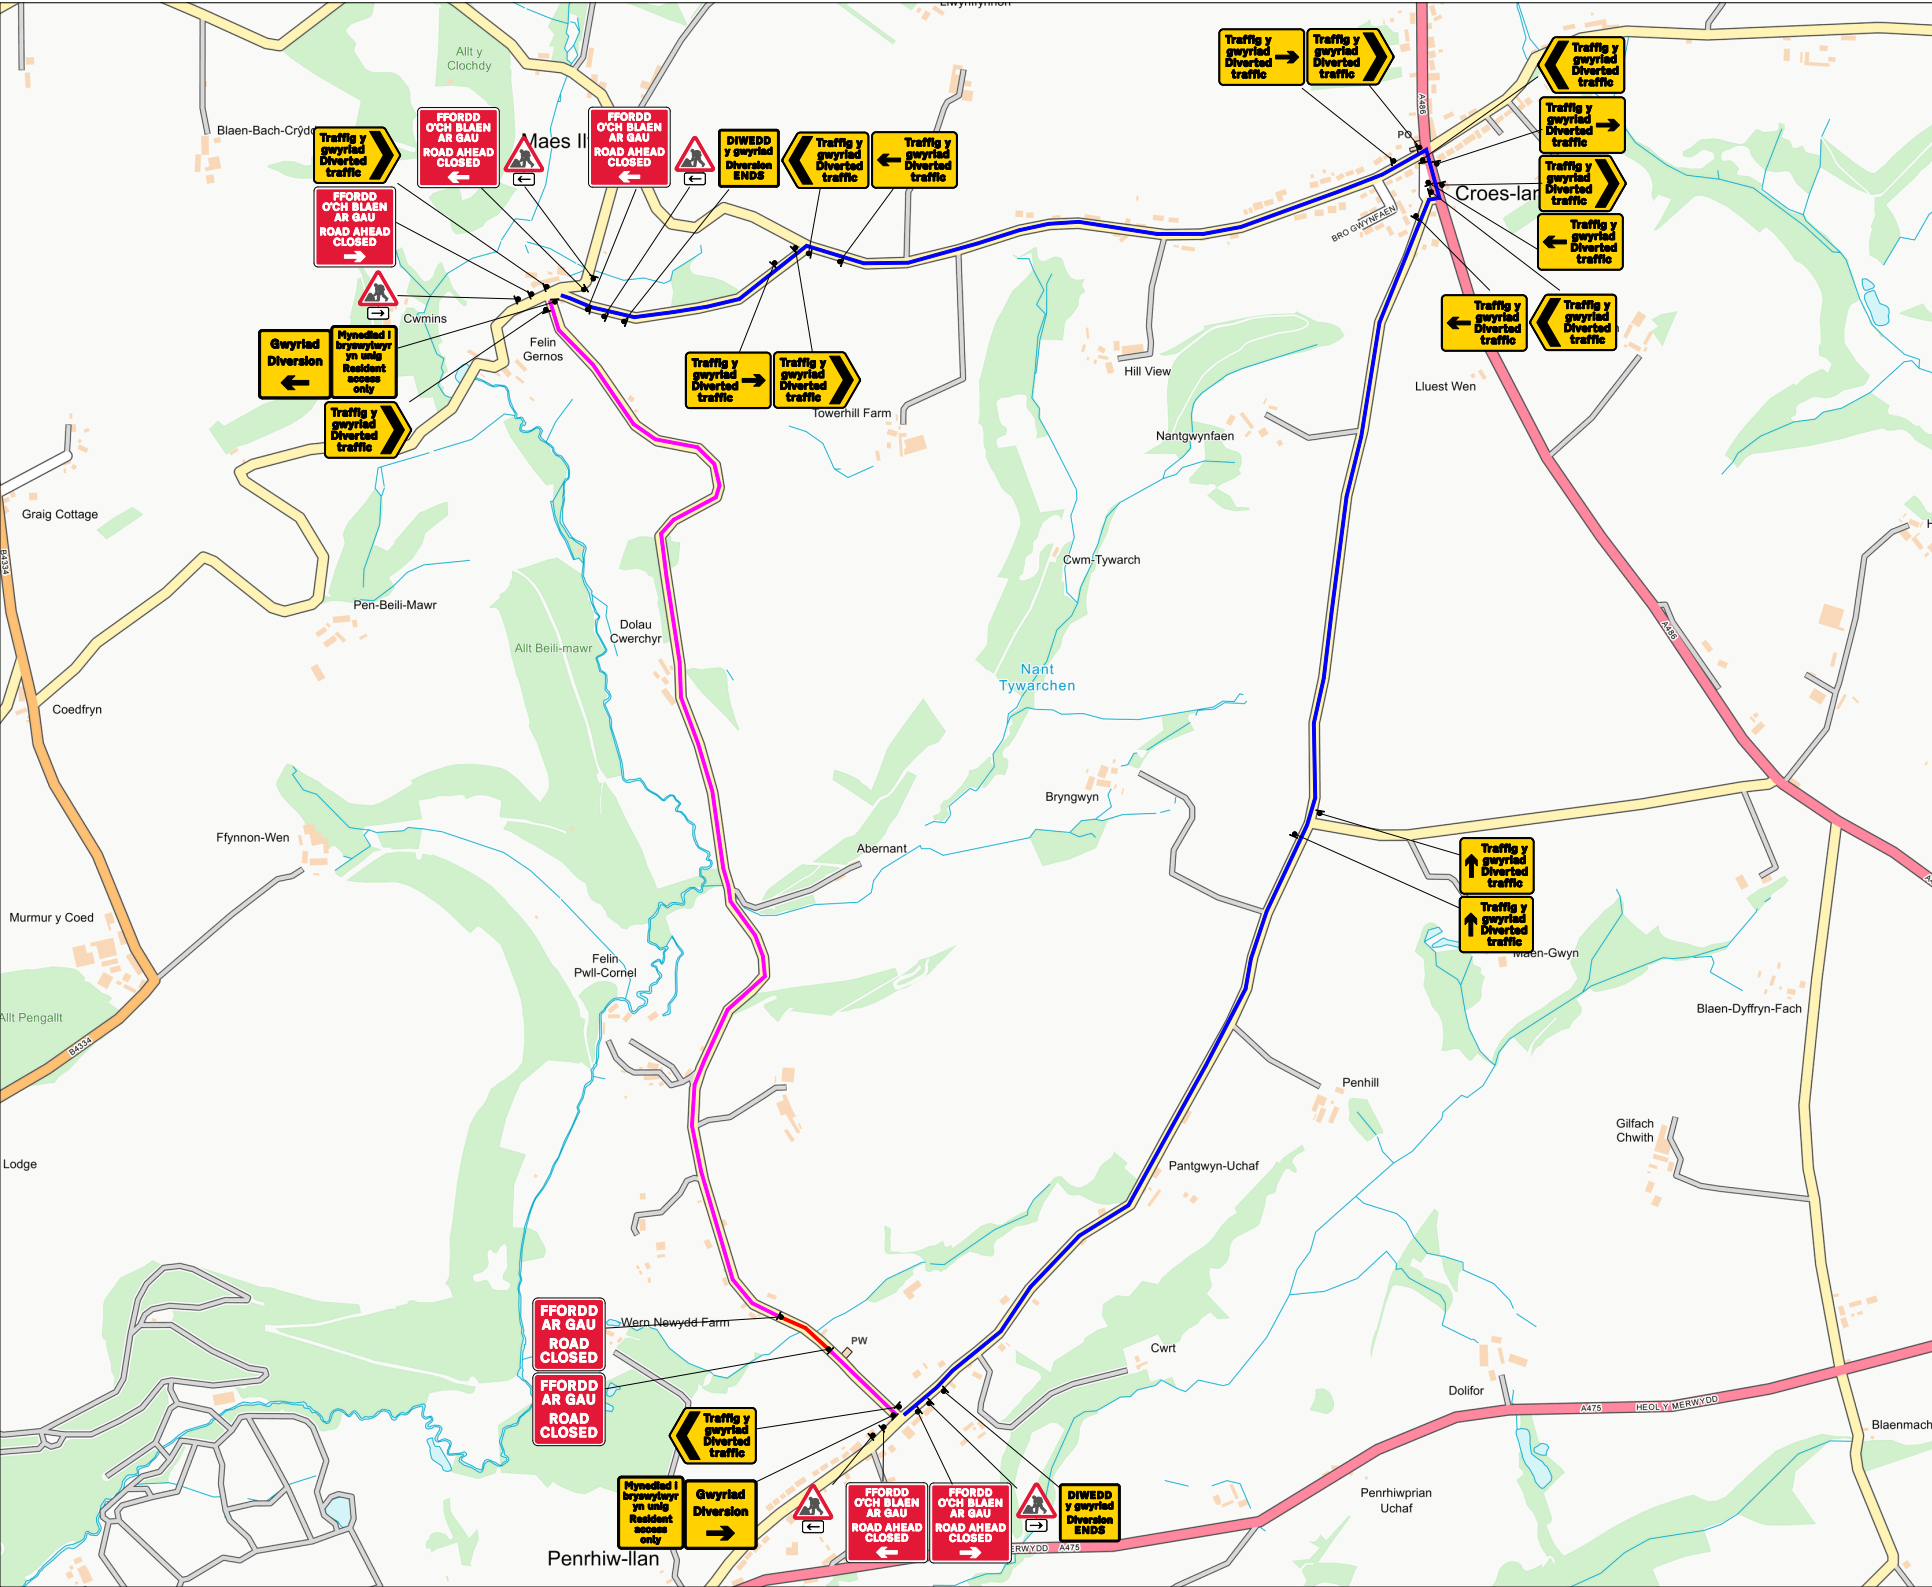 Allt y
Clochdy
Blaen-Bach-Crŷdd
Maes
Traffig y
gwyriad
Diverted
traffic
FFORDD
O'CH BLAEN
AR GAU
ROAD AHEAD
CLOSED
FFORDD
O'CH BLAEN
AR GAU
ROAD AHEAD
CLOSED
DIWEDD
y gwyriad
Diversion
ENDS
Traffig y
gwyriad
Diverted
traffic
Traffig y
gwyriad
Diverted
traffic
Traffig y
gwyriad
Diverted
traffic
Traffig y
gwyriad
Diverted
traffic
A486
PO
Traffig y
gwyriad
Diverted
traffic
Traffig y
gwyriad
Diverted
traffic
Traffig y
gwyriad
Diverted
traffic
Traffig y
gwyriad
Diverted
traffic
Croes-lan
BRO GWYNFAEN
FFORDD
O'CH BLAEN
AR GAU
ROAD AHEAD
CLOSED
Cwmins
Felin
Gernos
Gwyriad
Diversion
Mynediad i
bryswylwyr
yn unig
Resident
access
only
Traffig y
gwyriad
Diverted
traffic
Traffig y
gwyriad
Diverted
traffic
Traffig y
gwyriad
Diverted
traffic
Towerhill Farm
Hill View
Traffig y
gwyriad
Diverted
traffic
Traffig y
gwyriad
Diverted
traffic
Lluest Wen
Nantgwynfaen
Graig Cottage
B4334
Cwm-Tywarch
Pen-Beili-Mawr
Dolau
Cwerchyr
Allt Beili-mawr
A486
Nant
Tywarchen
Coedfryn
Bryngwyn
Ffynnon-Wen
Abernant
Traffig y
gwyriad
Diverted
traffic
Traffig y
gwyriad
Diverted
traffic
Maen-Gwyn
Murmur y Coed
Felin
Pwll-Cornel
Blaen-Dyffryn-Fach
Allt Pengallt
B4334
Penhill
Gilfach
Chwith
Lodge
Pantgwyn-Uchaf
FFORDD
AR GAU
ROAD
CLOSED
Wern Newydd Farm
PW
FFORDD
AR GAU
ROAD
CLOSED
Cwrt
Dolifor
A475
HEOL Y MERWYDD
Blaenmach
Traffig y
gwyriad
Diverted
traffic
Mynediad i
bryswylwyr
yn unig
Resident
access
only
Gwyriad
Diversion
FFORDD
O'CH BLAEN
AR GAU
ROAD AHEAD
CLOSED
FFORDD
O'CH BLAEN
AR GAU
ROAD AHEAD
CLOSED
DIWEDD
y gwyriad
Diversion
ENDS
Penrhiwprian
Uchaf
ERWYDD
A475
Penrhiw-llan